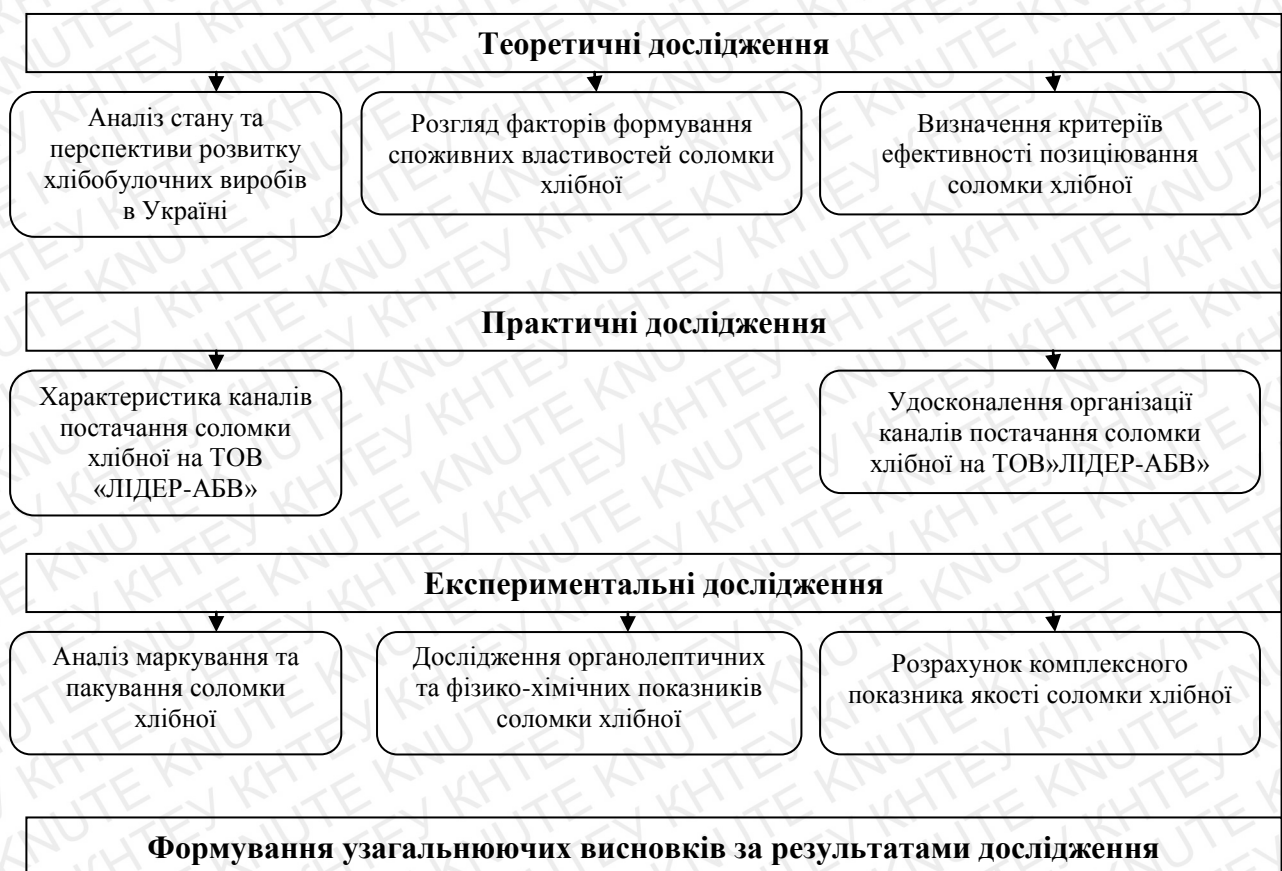 Теоретичні дослідження
Аналіз стану та
перспективи розвитку
хлібобулочних виробів
в Україні
Розгляд факторів формування
споживних властивостей соломки
хлібної
Визначення критеріїв
ефективності позиціювання
соломки хлібної
Практичні дослідження
Характеристика каналів
постачання соломки
хлібної на ТОВ
«ЛІДЕР-АБВ»
Удосконалення організації
каналів постачання соломки
хлібної на ТОВ»ЛІДЕР-АБВ»
Експериментальні дослідження
Аналіз маркування та
пакування соломки
хлібної
Дослідження органолептичних
та фізико-хімічних показників
соломки хлібної
Розрахунок комплексного
показника якості соломки хлібної
Формування узагальнюючих висновків за результатами дослідження